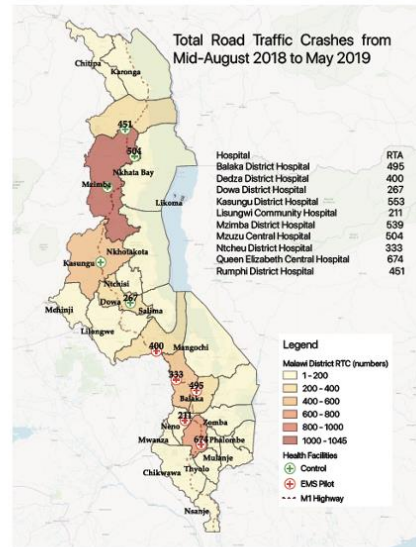 Total Road Traffic Crashes from
Mid-August 2018 to May 2019
Chitipa
Karonga
451
504
Nkhata Bay
Mzimba
Likoma
Hospital RTA
Balaka District Hospital 495
Dedza District Hospital 400
Dowa District Hospital 267
Kasungu District Hospital 553
Lisungwi Community Hospital 211
Mzimba District Hospital 539
Mzuzu Central Hospital 504
Ntcheu District Hospital 333
Queen Elizabeth Central Hospital 674
Rumphi District Hospital 451
Nkhotakota
Kasungu
Ntchisi
Mchinji
Dowa
267
Salima
Lilongwe
400
Mangochi
333
495
Balaka
211
Neno
Zomba
Mwanza
674
Phalombe
Mulanje
Chikwawa
Thyolo
Nsanje
Legend
Malawi District RTC (numbers)
1 - 200
200 - 400
400 - 600
600 - 800
800 - 1000
1000 - 1045
Health Facilities
Control
EMS Pilot
M1 Highway